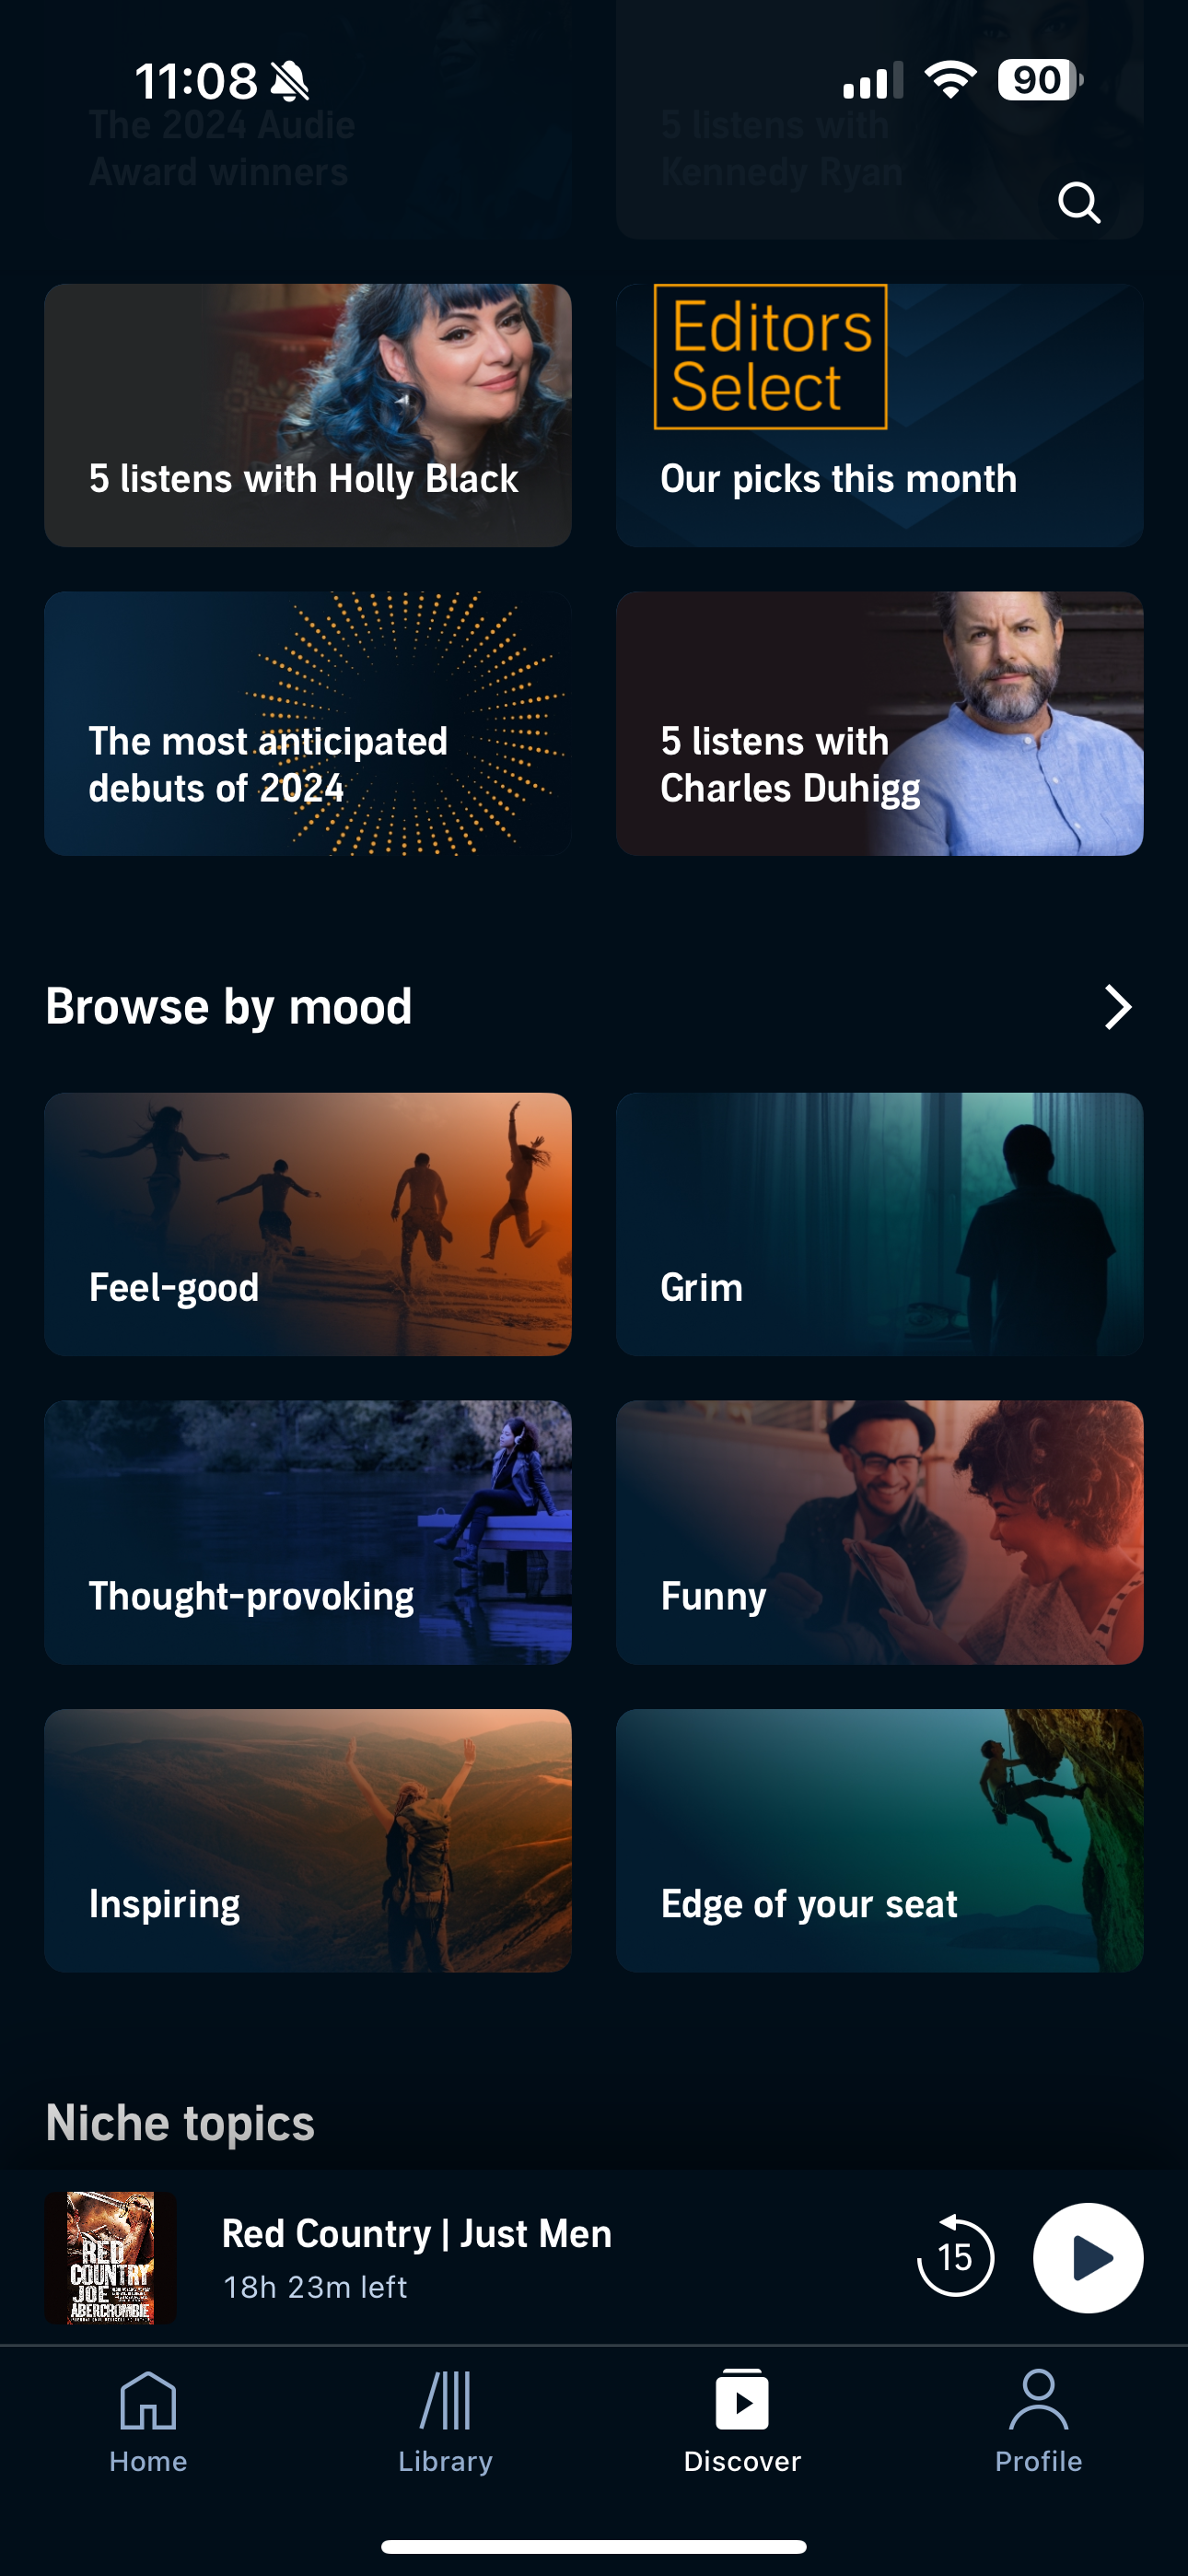 11:08
90
The 2024 Audie
Award winners
5 listens with
Kennedy Ryan
5 listens with Holly Black
Editors
Select
Our picks this month
The most anticipated
debuts of 2024
5 listens with
Charles Duhigg
Browse by mood
Feel-good
Grim
Thought-provoking
Funny
Inspiring
Edge of your seat
Niche topics
RED
COUNTRY
JOE
ABERCROMBIE
Red Country | Just Men
18h 23m left
15
Home
Library
Discover
Profile